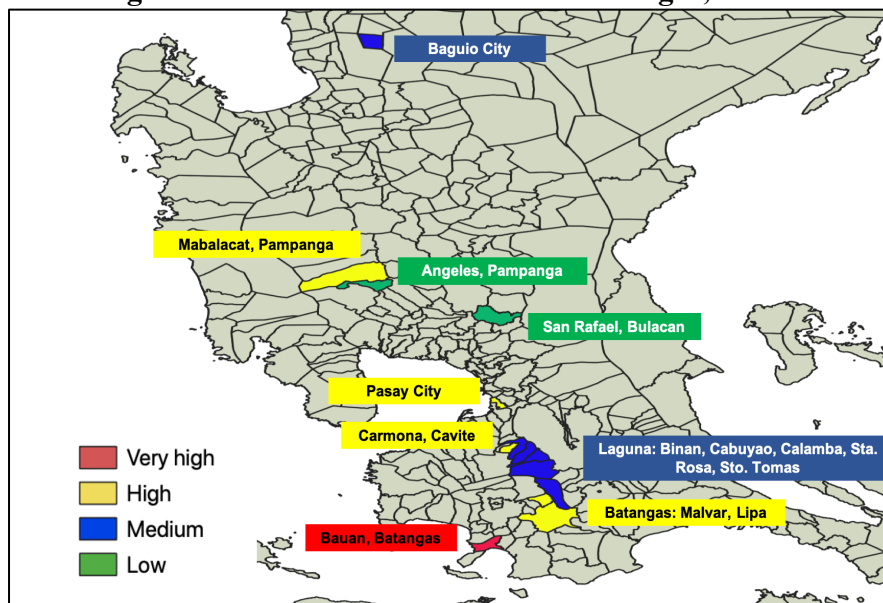 Baguio City
Mabalacat, Pampanga
Angeles, Pampanga
San Rafael, Bulacan
Pasay City
Carmona, Cavite
Laguna: Binan, Cabuyao, Calamba, Sta.
Rosa, Sto. Tomas
Batangas: Malvar, Lipa
Bauan, Batangas
Very high
High
Medium
Low